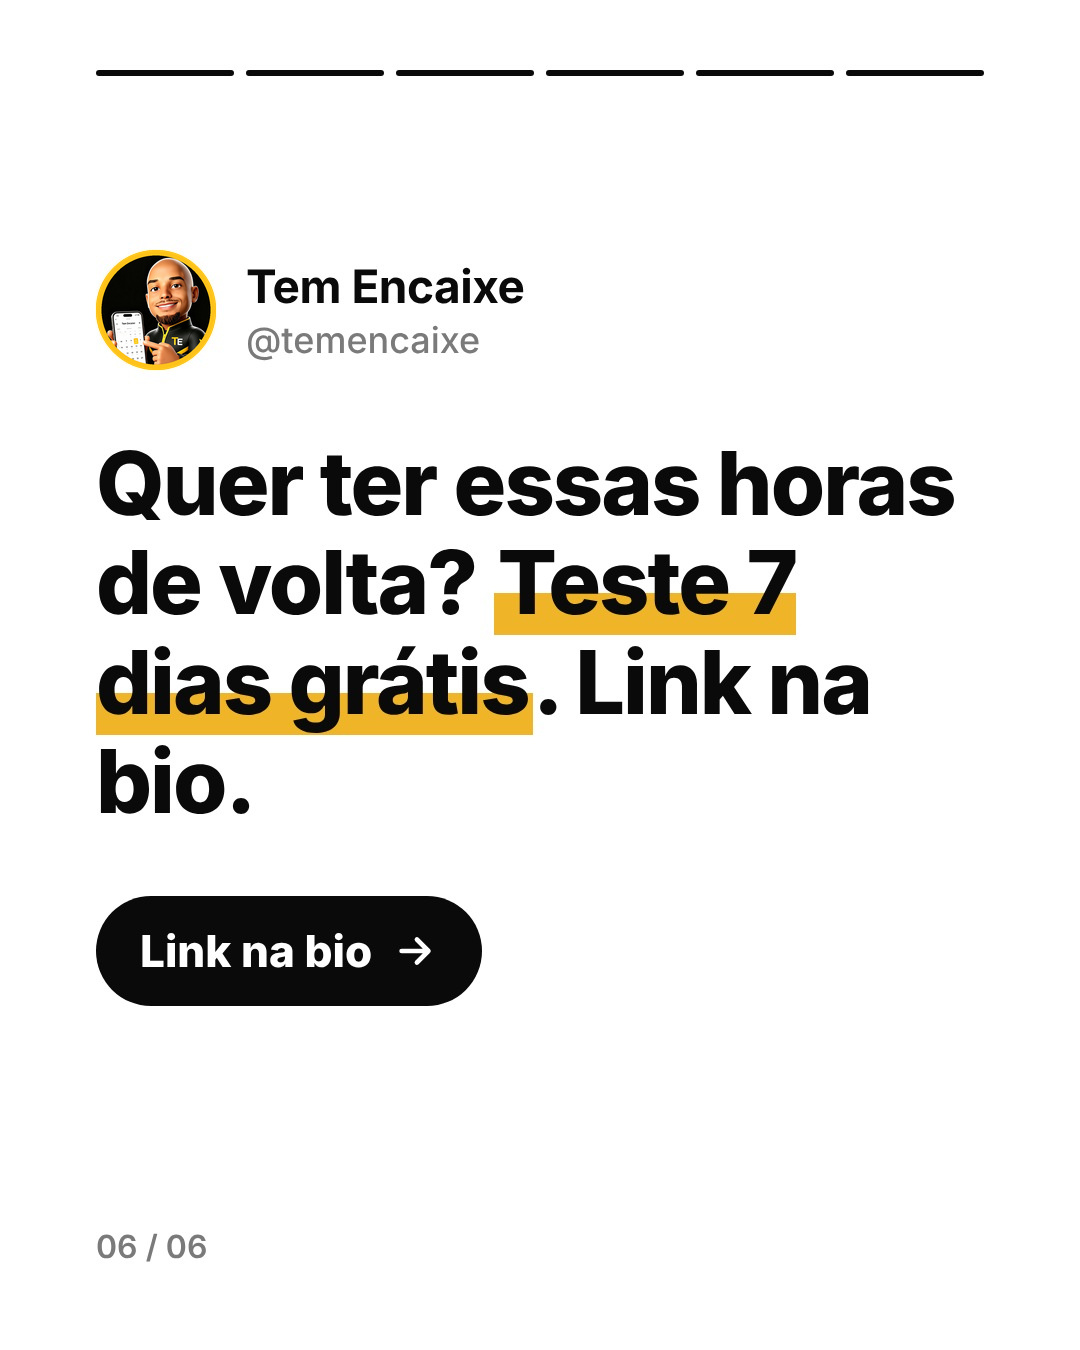 Tem Encaixe
@temencaixe
TE
Quer ter essas horas
de volta? Teste 7
dias grátis. Link na
bio.
Link na bio →
06 / 06